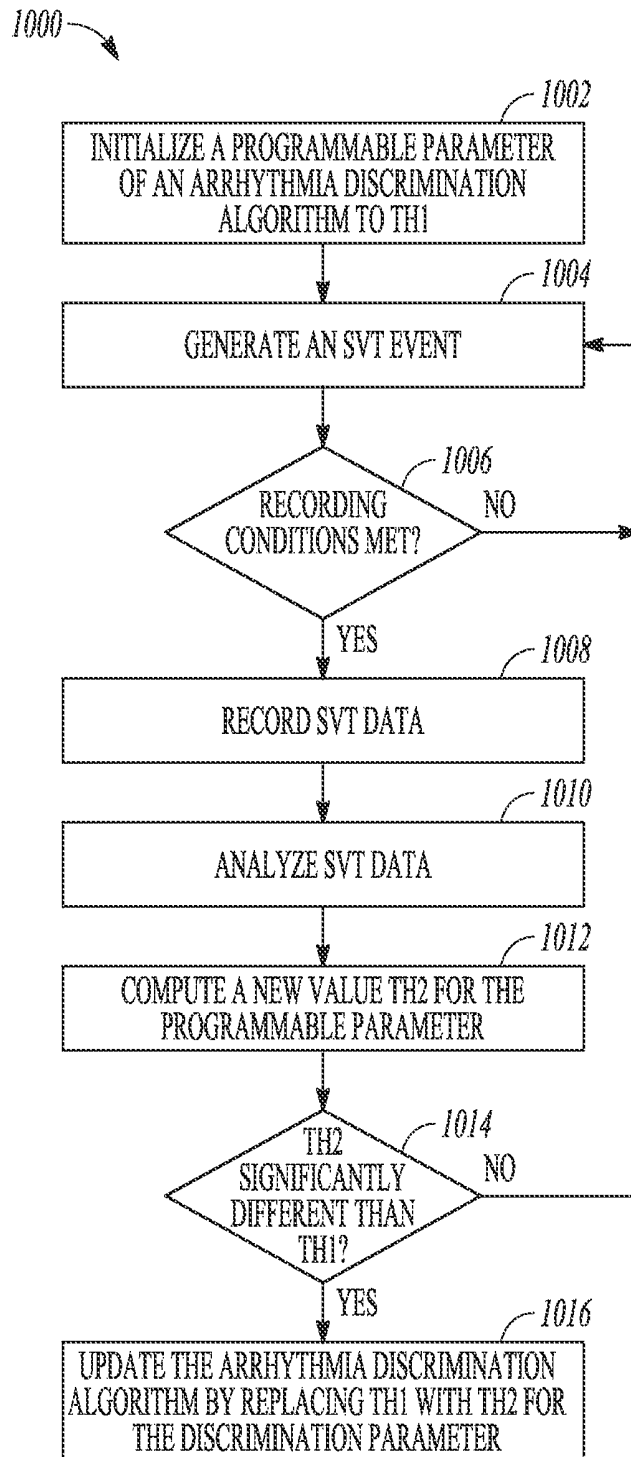 1000
1002
INITIALIZE A PROGRAMMABLE PARAMETER
OF AN ARRHYTHMIA DISCRIMINATION
ALGORITHM TO TH1
1004
GENERATE AN SVT EVENT
1006
RECORDING
CONDITIONS MET?
NO
YES
1008
RECORD SVT DATA
1010
ANALYZE SVT DATA
1012
COMPUTE A NEW VALUE TH2 FOR THE
PROGRAMMABLE PARAMETER
1014
TH2
SIGNIFICANTLY
DIFFERENT THAN
TH1?
NO
YES
1016
UPDATE THE ARRHYTHMIA DISCRIMINATION
ALGORITHM BY REPLACING TH1 WITH TH2 FOR
THE DISCRIMINATION PARAMETER